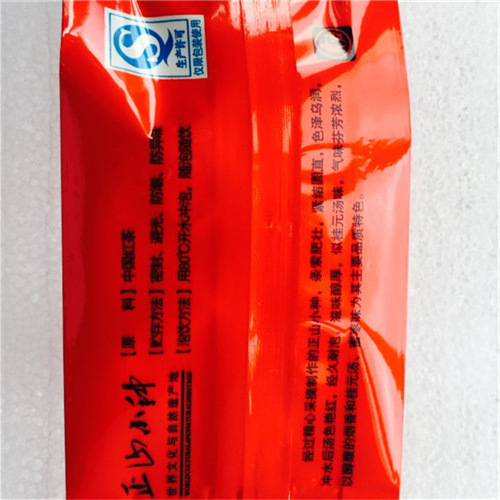 生产许可
仅限包装使用
正山小种
世界文化与自然遗产地
WORLDCULTURALANDNATURALHERITAGE
【原 料】中国红茶
【贮存方法】密封、避光、防潮、防异味
【泡饮方法】用80℃开水冲泡，随泡随饮
经过精心采摘制作的正山小种，条索肥壮，紧结圆直，色泽乌润，
冲水后汤色艳红，经久耐泡，滋味醇厚，似桂元汤味，气味芬芳浓烈，
以醇馥的烟香和桂元汤、蜜枣味为其主要品质特色。